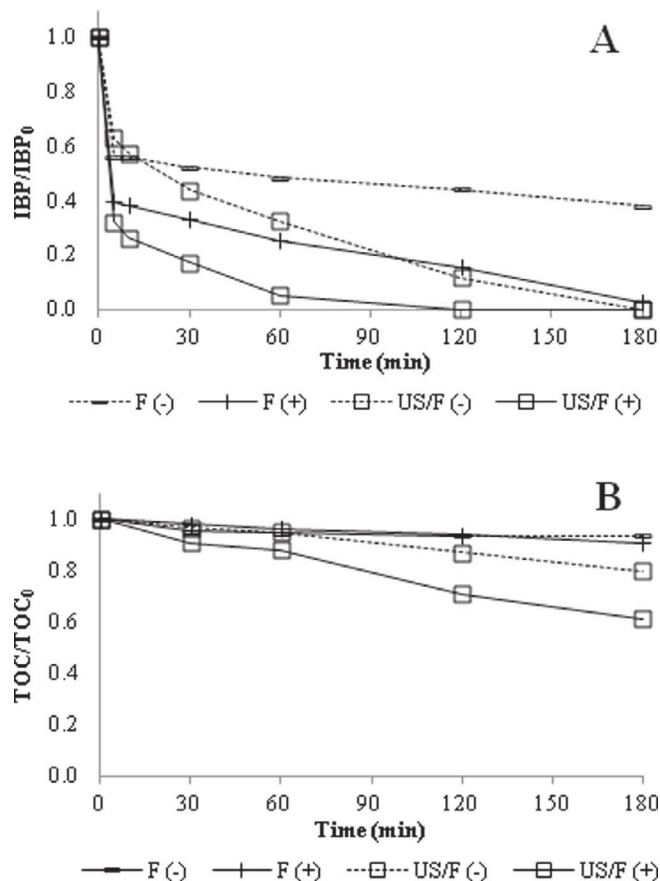 A
1.0
0.8
0.6
0.4
0.2
0.0
IBP/IBP₀
0 30 60 90 120 150 180
Time (min)
F (-) F (+) US/F (-) US/F (+)
B
1.0
0.8
0.6
0.4
0.2
0.0
TOC/TOC₀
0 30 60 90 120 150 180
Time (min)
F (-) F (+) US/F (-) US/F (+)